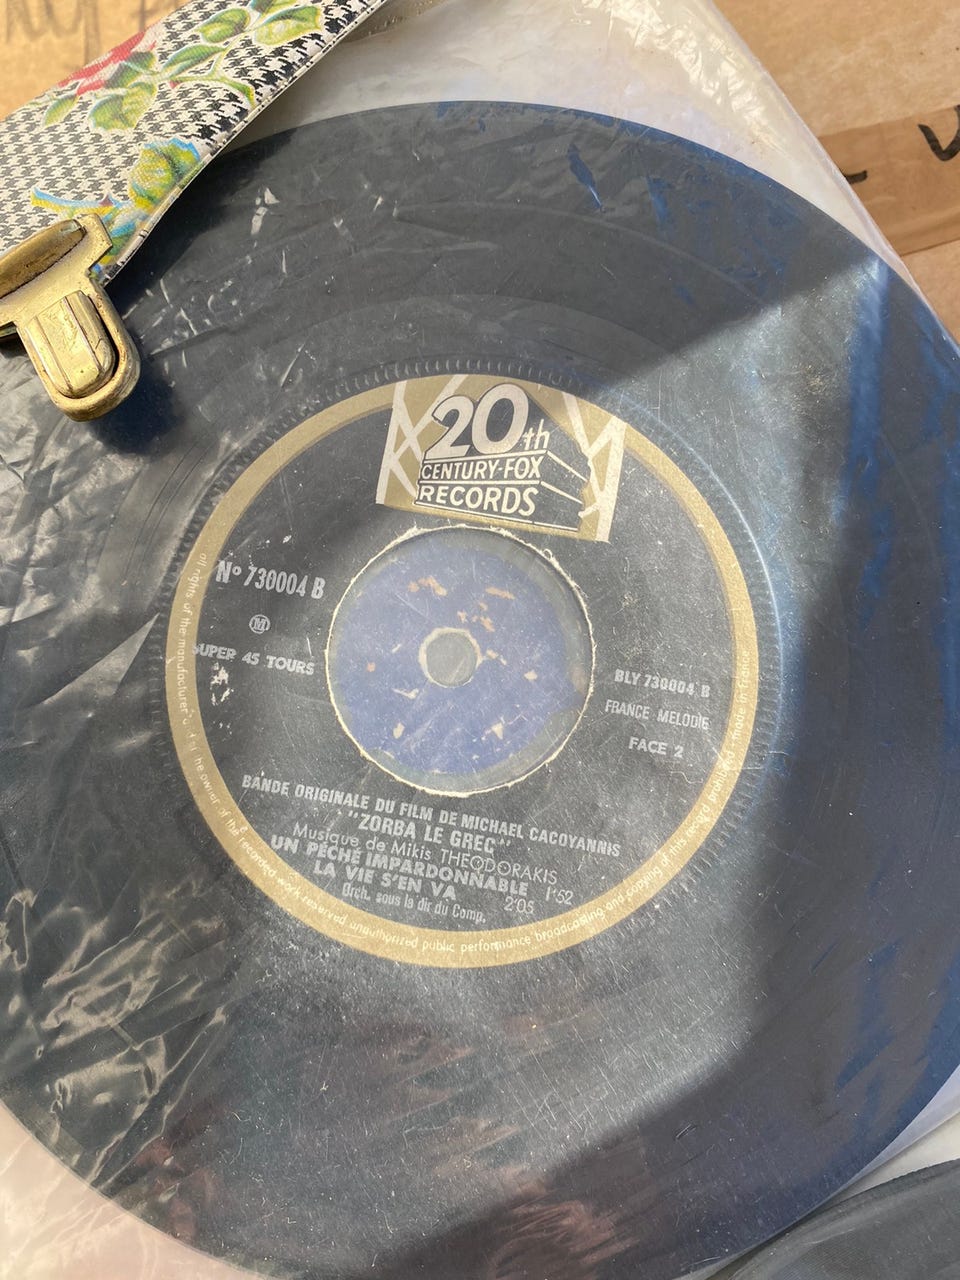 20th
CENTURY-FOX
RECORDS
Nº 730004 B
M
SUPER 45 TOURS
BLY 730004 B
FRANCE MELODIE
FACE 2
BANDE ORIGINALE DU FILM DE MICHAEL CACOYANNIS
"ZORBA LE GREC"
Musique de Mikis THEODORAKIS
UN PÉCHÉ IMPARDONNABLE 1'52
LA VIE S'EN VA 2'05
Orch. sous la dir du Comp.
all rights of the manufacturer and of the owner of the recorded work reserved unauthorized public performance broadcasting and copying of this record prohibited made in France